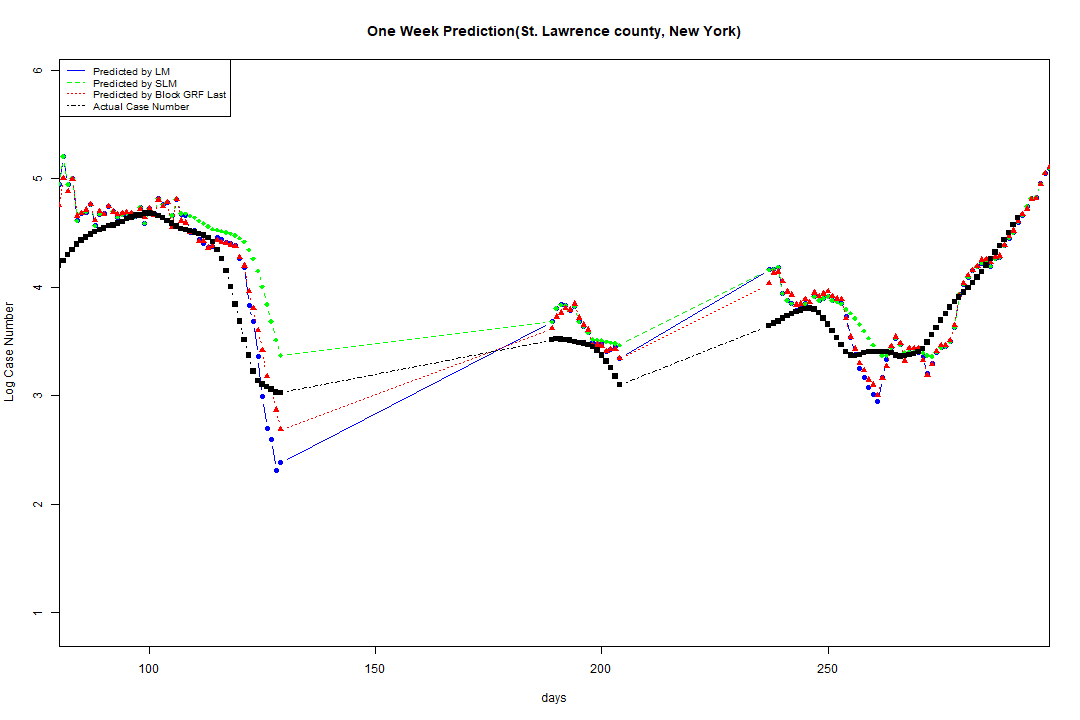 One Week Prediction(St. Lawrence county, New York)
Predicted by LM
Predicted by SLM
Predicted by Block GRF Last
Actual Case Number
6
5
4
3
2
1
Log Case Number
100 150 200 250
days